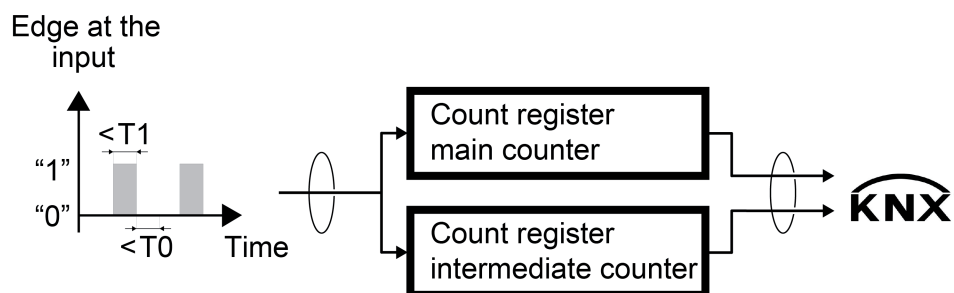 Edge at the
input
<T1
“1”
“0”
<T0
Time
Count register
main counter
Count register
intermediate counter
KNX